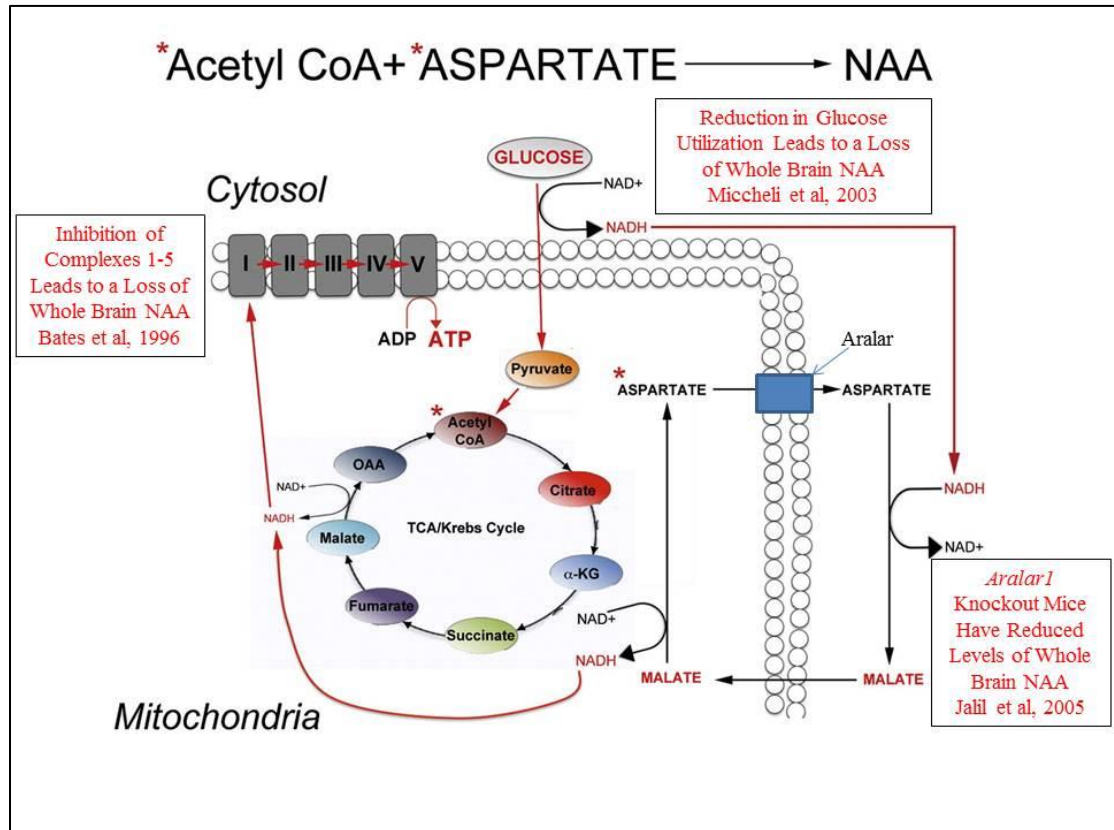 *Acetyl CoA+ *ASPARTATE → NAA
Reduction in Glucose
Utilization Leads to a Loss
of Whole Brain NAA
Miccheli et al, 2003
GLUCOSE
NAD+
NADH
Cytosol
Inhibition of
Complexes 1-5
Leads to a Loss of
Whole Brain NAA
Bates et al, 1996
I II III IV V
ADP ATP
Pyruvate
Aralar
* ASPARTATE
ASPARTATE
* Acetyl
CoA
OAA
Citrate
NAD+
NADH
TCA/Krebs Cycle
Malate
α-KG
Fumarate
Succinate
NAD+
NADH
MALATE
MALATE
NADH
NAD+
Aralar1
Knockout Mice
Have Reduced
Levels of Whole
Brain NAA
Jalil et al, 2005
Mitochondria